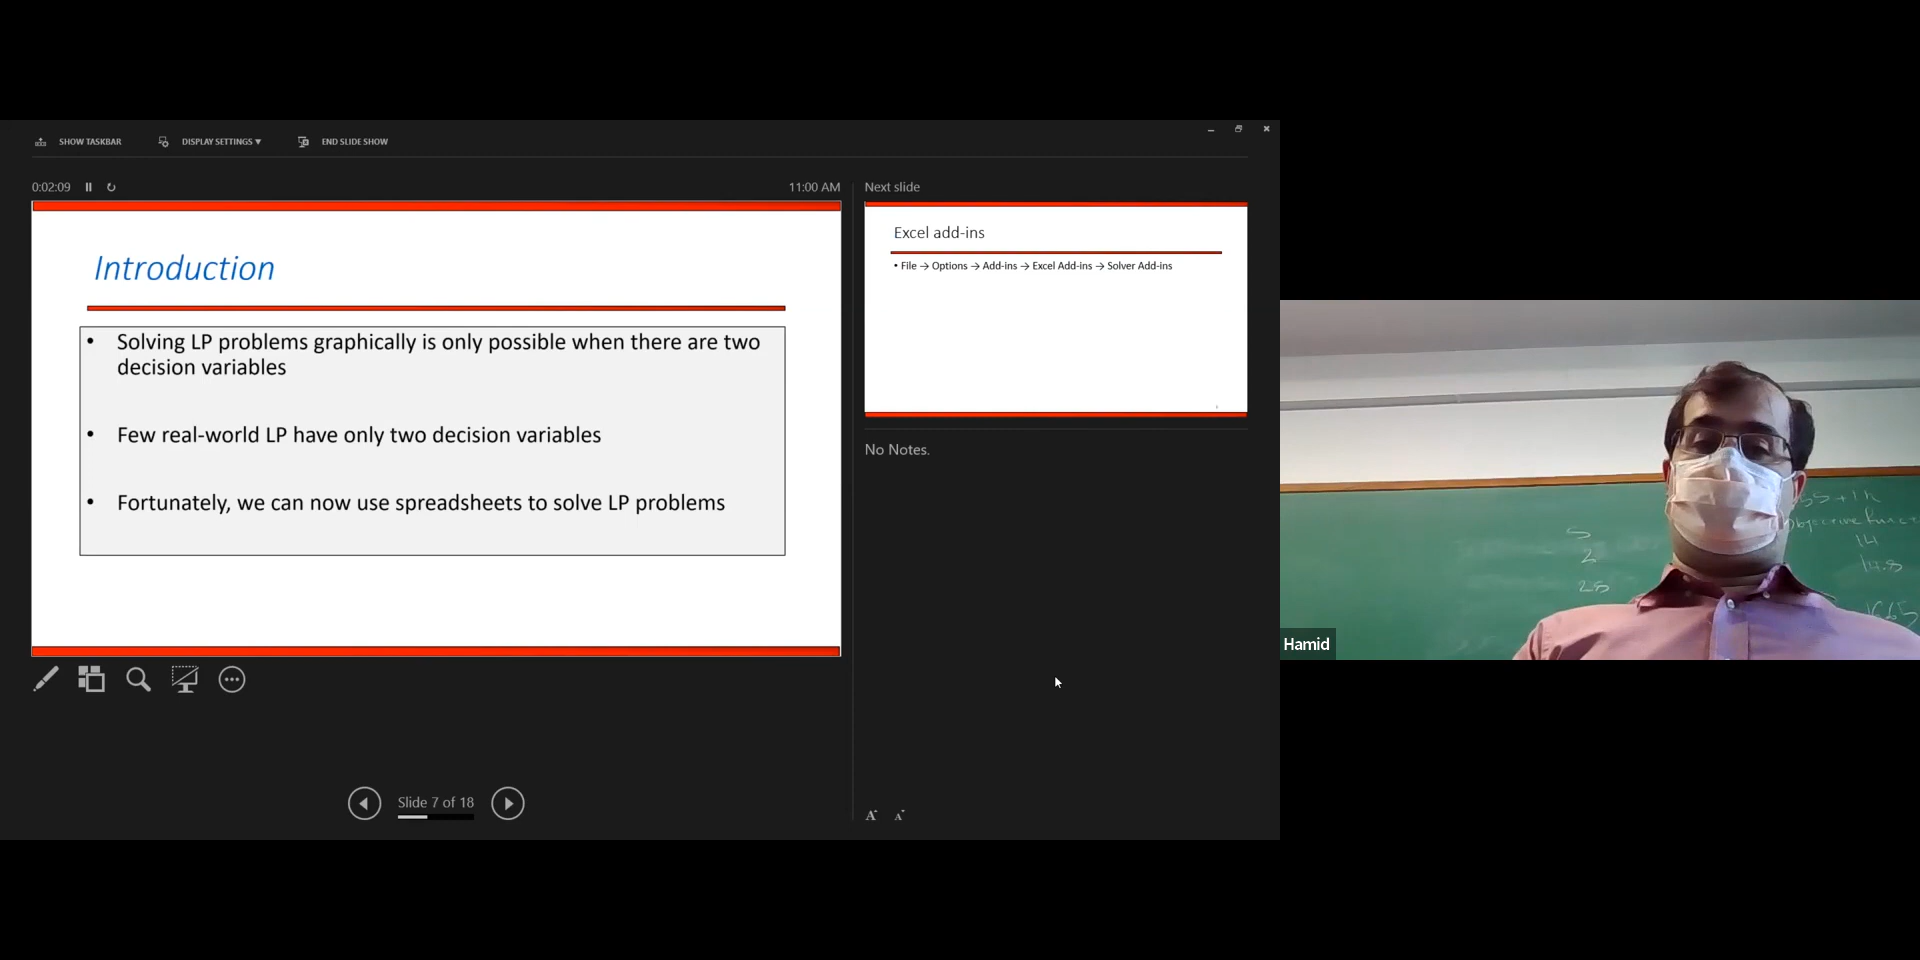 SHOW TASKBAR
DISPLAY SETTINGS ▾
END SLIDE SHOW
0:02:09
11:00 AM
Introduction
• Solving LP problems graphically is only possible when there are two
decision variables
• Few real-world LP have only two decision variables
• Fortunately, we can now use spreadsheets to solve LP problems
Slide 7 of 18
Next slide
Excel add-ins
• File → Options → Add-ins → Excel Add-ins → Solver Add-ins
No Notes.
A A
Hamid
2
14